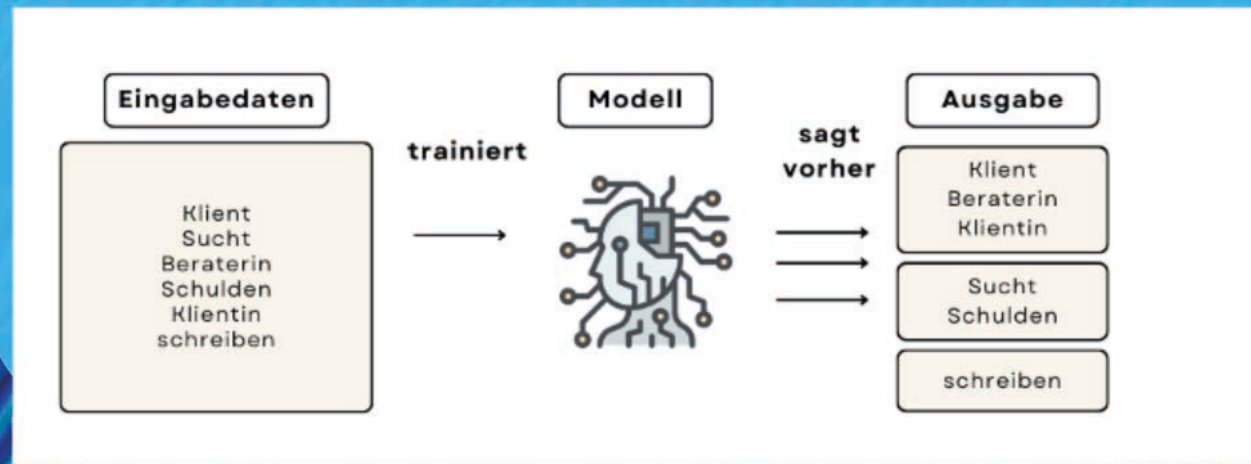 Eingabedaten
Klient
Sucht
Beraterin
Schulden
Klientin
schreiben
trainiert
Modell
sagt
vorher
Ausgabe
Klient
Beraterin
Klientin
Sucht
Schulden
schreiben